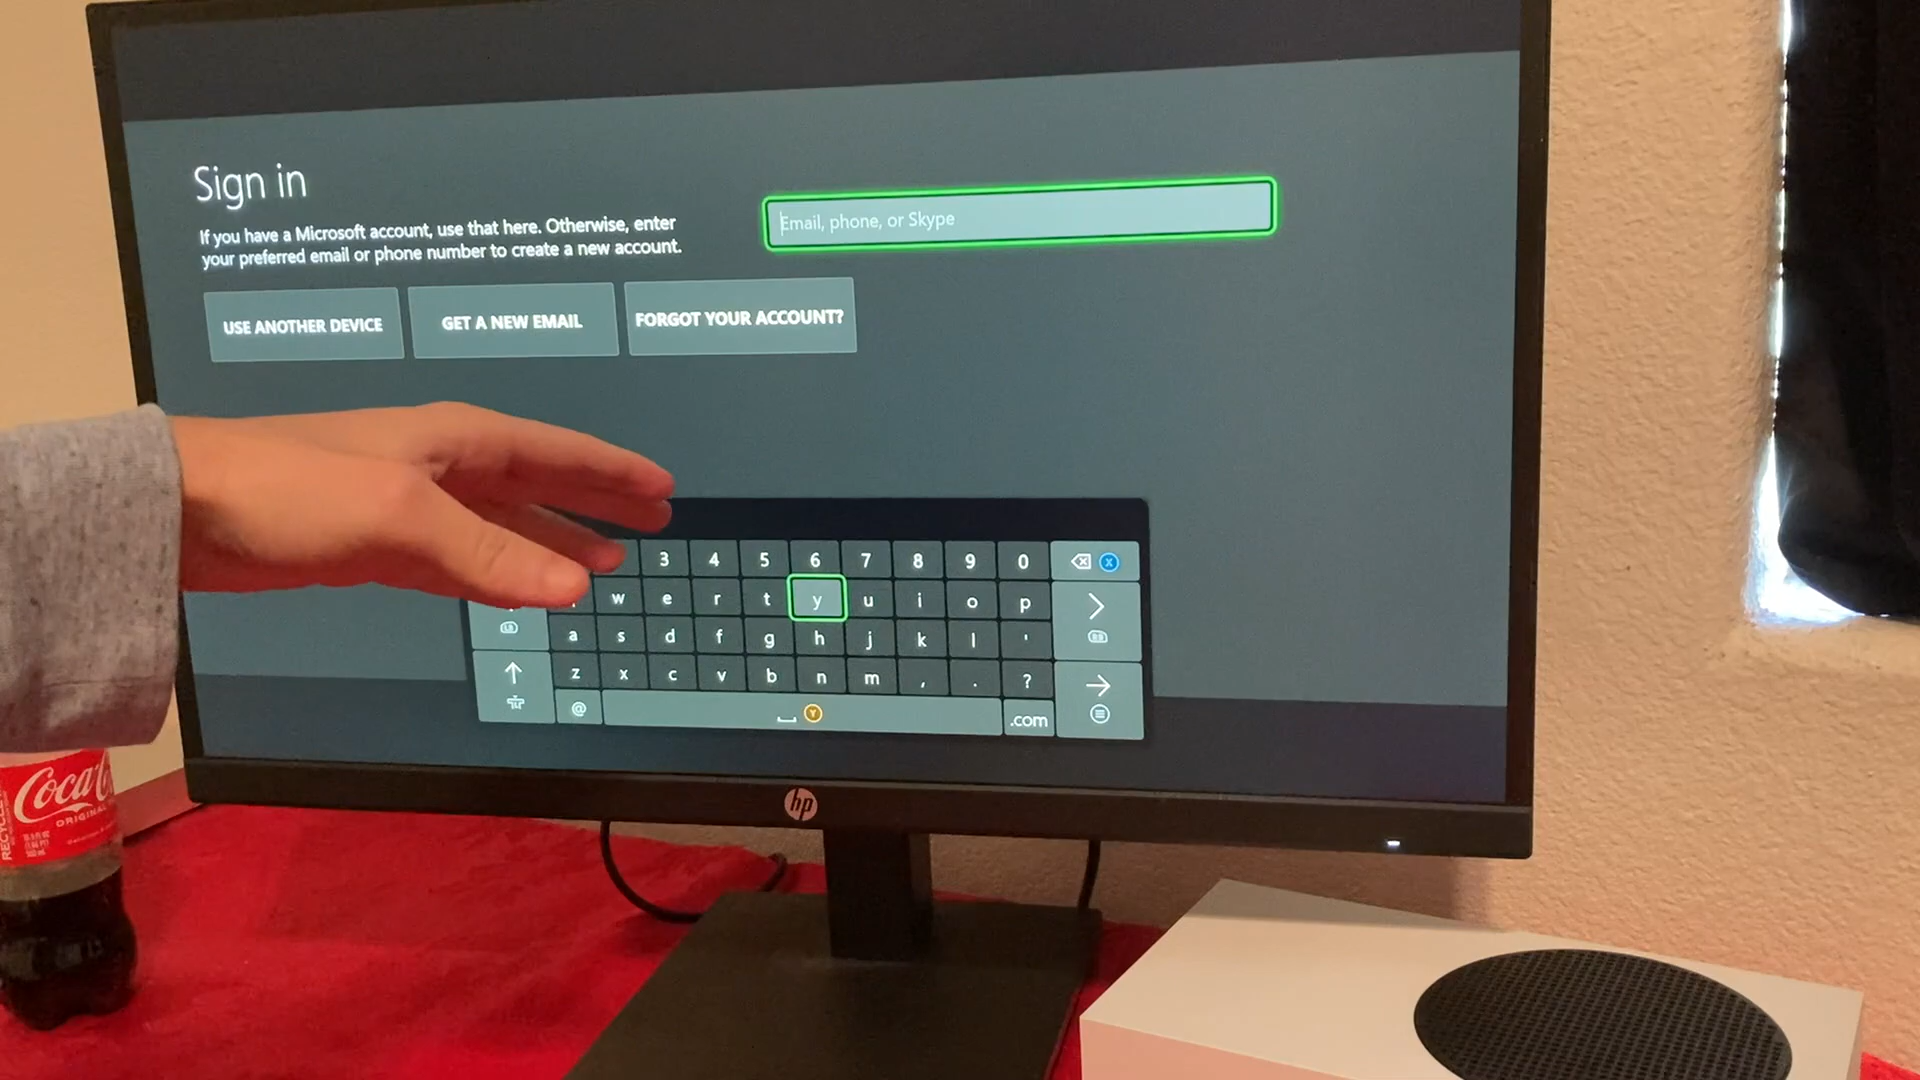 Sign in
If you have a Microsoft account, use that here. Otherwise, enter
your preferred email or phone number to create a new account.
Email, phone, or Skype
USE ANOTHER DEVICE
GET A NEW EMAIL
FORGOT YOUR ACCOUNT?
3 4 5 6 7 8 9 0 X
w e r t y u i o p
a s d f g h j k l '
z x c v b n m , . ?
@ Y .com
hp
Coca-C
ORIGINA